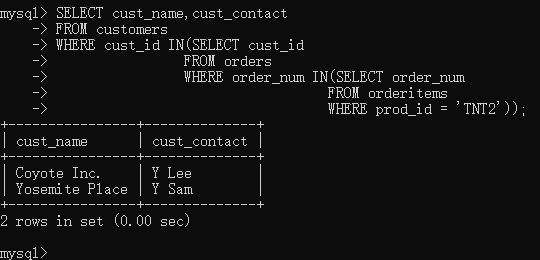 mysql> SELECT cust_name,cust_contact
    -> FROM customers
    -> WHERE cust_id IN(SELECT cust_id
    ->                  FROM orders
    ->                  WHERE order_num IN(SELECT order_num
    ->                                     FROM orderitems
    ->                                     WHERE prod_id = 'TNT2'));
+----------------+--------------+
| cust_name      | cust_contact |
+----------------+--------------+
| Coyote Inc.    | Y Lee        |
| Yosemite Place | Y Sam        |
+----------------+--------------+
2 rows in set (0.00 sec)
mysql>